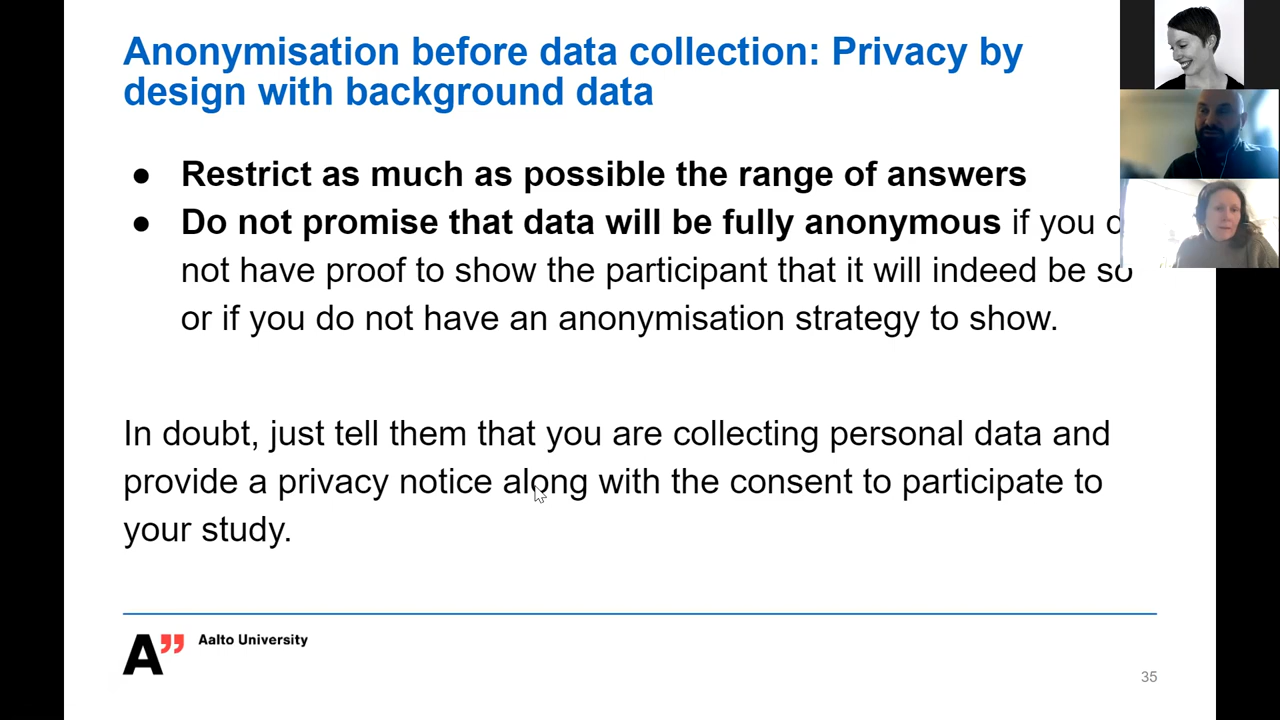 Anonymisation before data collection: Privacy by
design with background data
● Restrict as much as possible the range of answers
● Do not promise that data will be fully anonymous if you
not have proof to show the participant that it will indeed be so
or if you do not have an anonymisation strategy to show.
In doubt, just tell them that you are collecting personal data and
provide a privacy notice along with the consent to participate to
your study.
A” Aalto University
35